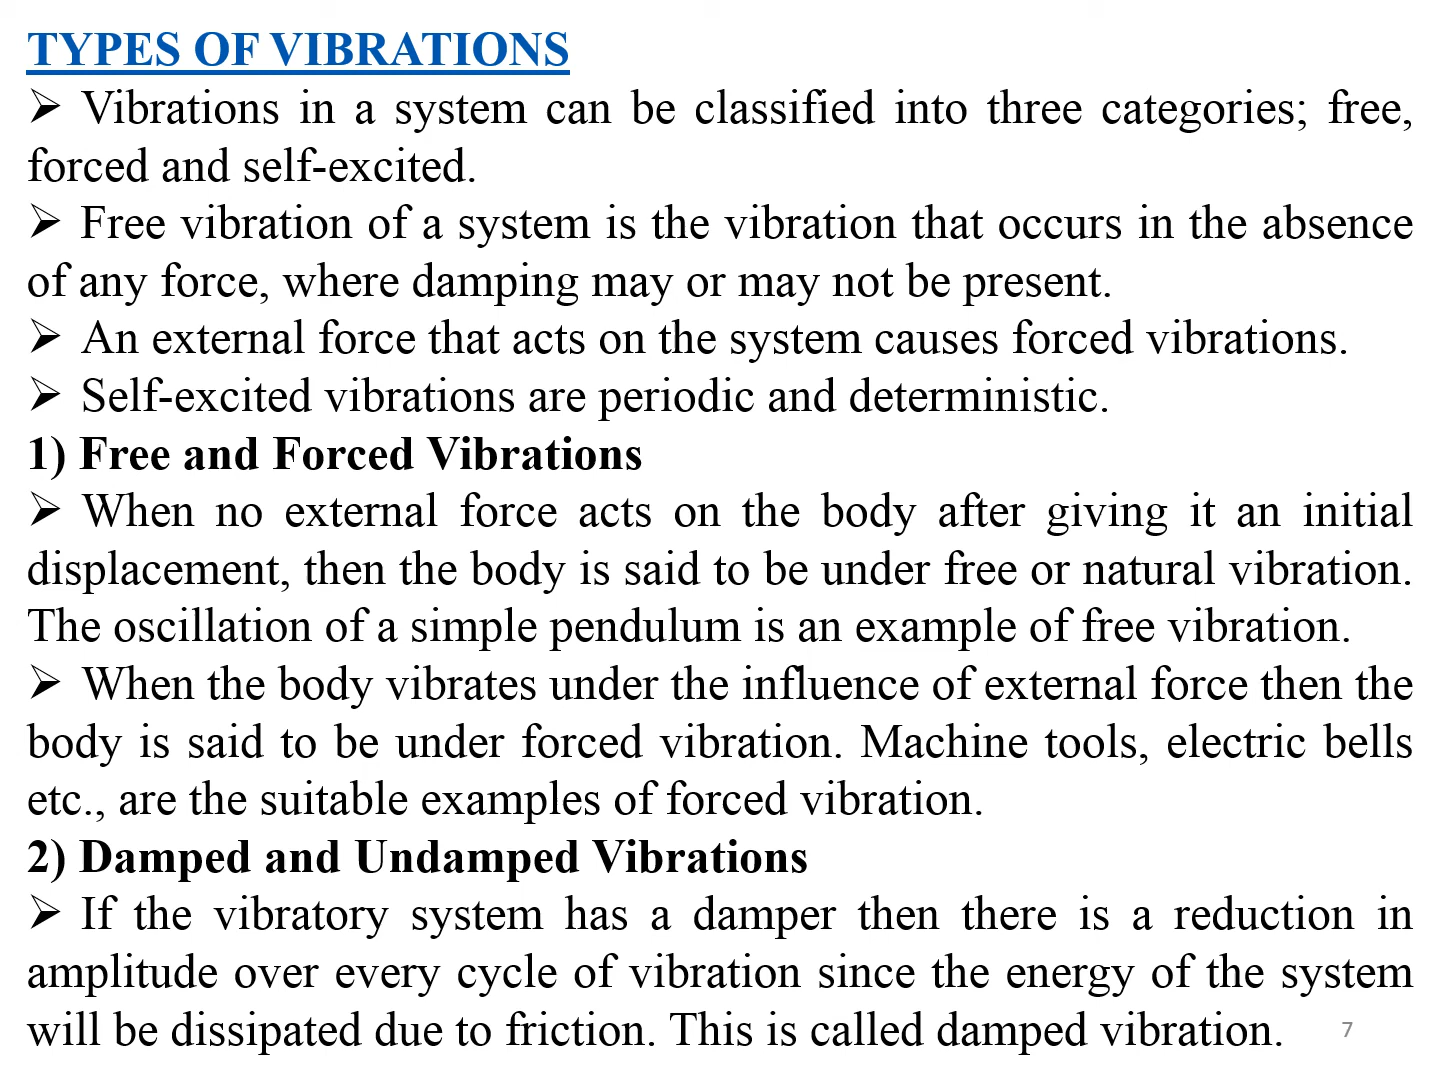 TYPES OF VIBRATIONS
➢ Vibrations in a system can be classified into three categories; free,
forced and self-excited.
➢ Free vibration of a system is the vibration that occurs in the absence
of any force, where damping may or may not be present.
➢ An external force that acts on the system causes forced vibrations.
➢ Self-excited vibrations are periodic and deterministic.
1) Free and Forced Vibrations
➢ When no external force acts on the body after giving it an initial
displacement, then the body is said to be under free or natural vibration.
The oscillation of a simple pendulum is an example of free vibration.
➢ When the body vibrates under the influence of external force then the
body is said to be under forced vibration. Machine tools, electric bells
etc., are the suitable examples of forced vibration.
2) Damped and Undamped Vibrations
➢ If the vibratory system has a damper then there is a reduction in
amplitude over every cycle of vibration since the energy of the system
will be dissipated due to friction. This is called damped vibration.
7